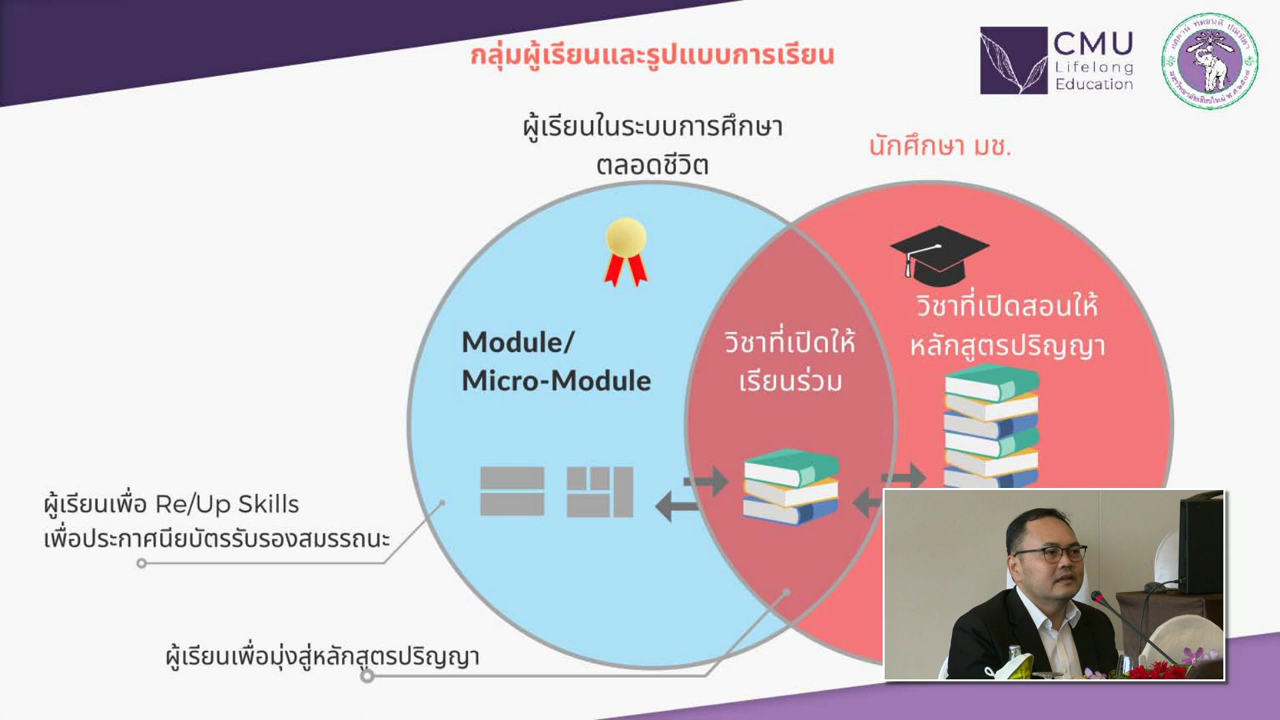 กลุ่มผู้เรียนและรูปแบบการเรียน
CMU
Lifelong
Education
ผู้เรียนในระบบการศึกษา
ตลอดชีวิต
นักศึกษา มช.
Module/
Micro-Module
วิชาที่เปิดให้
เรียนร่วม
วิชาที่เปิดสอนให้
หลักสูตรปริญญา
ผู้เรียนเพื่อ Re/Up Skills
เพื่อประกาศนียบัตรรับรองสมรรถนะ
ผู้เรียนเพื่อมุ่งสู่หลักสูตรปริญญา